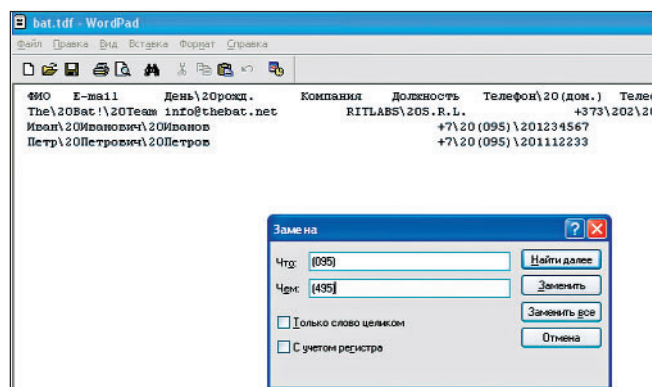 bat.tdf - WordPad
Файл Правка Вид Вставка Формат Справка
ФИО E-mail День\20рожд. Компания Должность Телефон\20(дом.) Телеф
The\20Bat!\20Team info@thebat.net RITLABS\20S.R.L. +373\202\20
Иван\20Иванович\20Иванов +7\20(095)\201234567
Петр\20Петрович\20Петров +7\20(095)\201112233
Замена
Что: (095) Найти далее
Чем: (495) Заменить
Заменить все
Только слово целиком Отмена
С учетом регистра